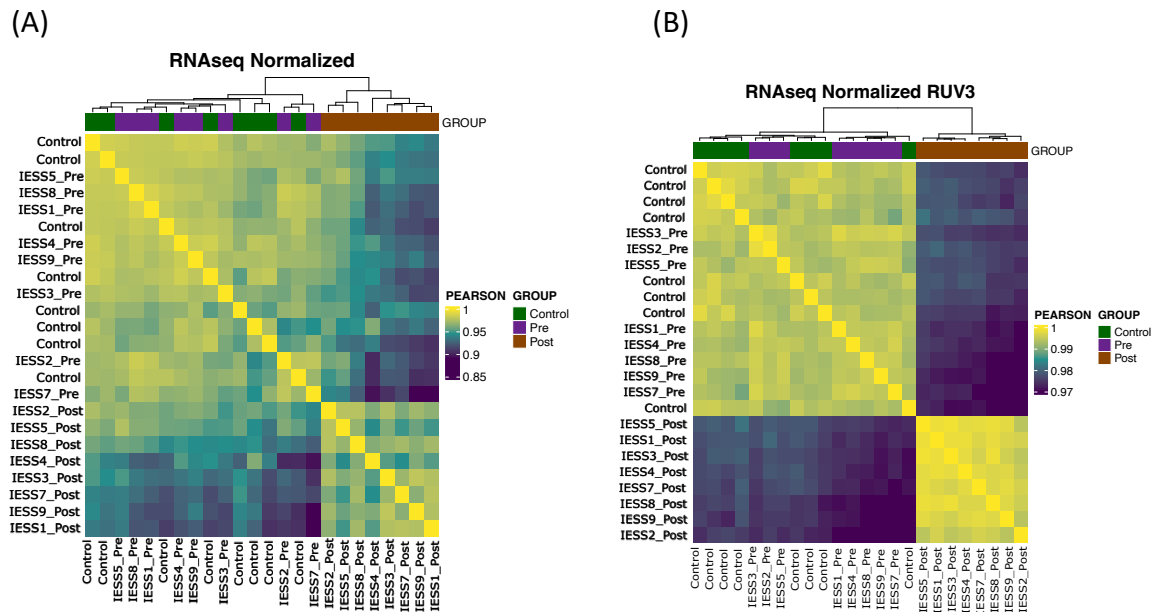 (A)
RNAseq Normalized
GROUP
Control
Control
IESS5_Pre
IESS8_Pre
IESS1_Pre
Control
IESS4_Pre
IESS9_Pre
Control
IESS3_Pre
Control
Control
Control
IESS2_Pre
Control
IESS7_Pre
IESS2_Post
IESS5_Post
IESS8_Post
IESS4_Post
IESS3_Post
IESS7_Post
IESS9_Post
IESS1_Post
Control
Control
IESS5_Pre
IESS8_Pre
IESS1_Pre
Control
IESS4_Pre
IESS9_Pre
Control
IESS3_Pre
Control
Control
Control
IESS2_Pre
Control
IESS7_Pre
IESS2_Post
IESS5_Post
IESS8_Post
IESS4_Post
IESS3_Post
IESS7_Post
IESS9_Post
IESS1_Post
PEARSON
1
0.95
0.9
0.85
GROUP
Control
Pre
Post
(B)
RNAseq Normalized RUV3
GROUP
Control
Control
Control
Control
IESS3_Pre
IESS2_Pre
IESS5_Pre
Control
Control
Control
IESS1_Pre
IESS4_Pre
IESS8_Pre
IESS9_Pre
IESS7_Pre
Control
IESS5_Post
IESS1_Post
IESS3_Post
IESS4_Post
IESS7_Post
IESS8_Post
IESS9_Post
IESS2_Post
Control
Control
Control
Control
IESS3_Pre
IESS2_Pre
IESS5_Pre
Control
Control
Control
IESS1_Pre
IESS4_Pre
IESS8_Pre
IESS9_Pre
IESS7_Pre
Control
IESS5_Post
IESS1_Post
IESS3_Post
IESS4_Post
IESS7_Post
IESS8_Post
IESS9_Post
IESS2_Post
PEARSON
1
0.99
0.98
0.97
GROUP
Control
Pre
Post